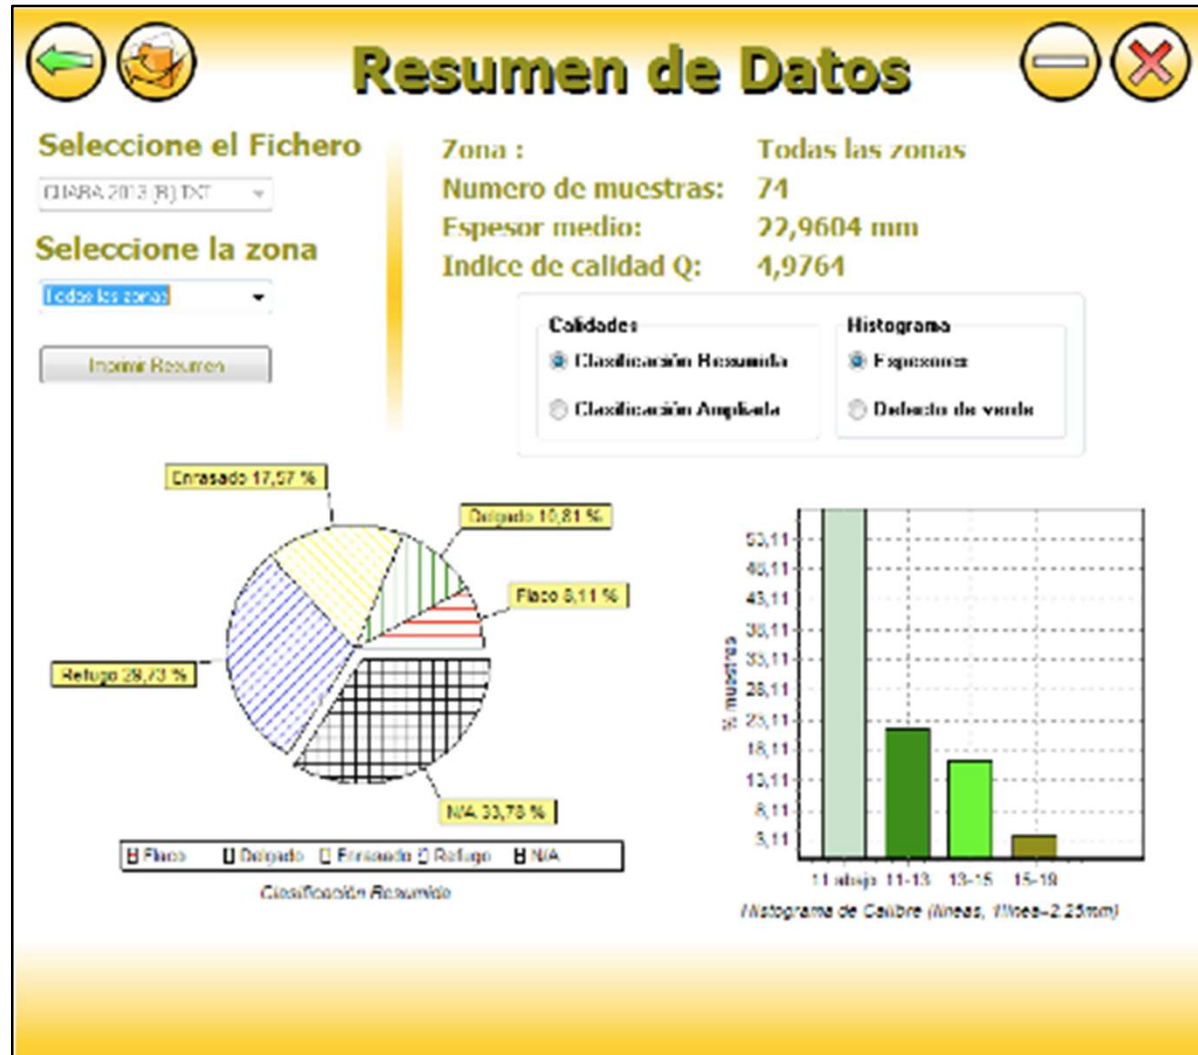 Resumen de Datos
Seleccione el Fichero
2013 (B).TXT
Seleccione la zona
Todas las zonas
Imprimir Resumen
Zona : Todas las zonas
Numero de muestras: 74
Espesor medio: 22,9604 mm
Indice de calidad Q: 4,9764
Calidades
Clasificación Resumida
Clasificación Ampliada
Histograma
Espesores
Defecto de verde
Enrasado 17,57 %
Delgado 10,81 %
Flaco 8,11 %
Refugo 29,73 %
N/A 33,78 %
Flaco Delgado Enrasado Refugo N/A
Clasificación Resumida
% muestras
53,11
48,11
43,11
38,11
33,11
28,11
23,11
18,11
13,11
8,11
3,11
11 abajo 11-13 13-15 15-19
Histograma de Calibre (líneas, 1línea=2.25mm)